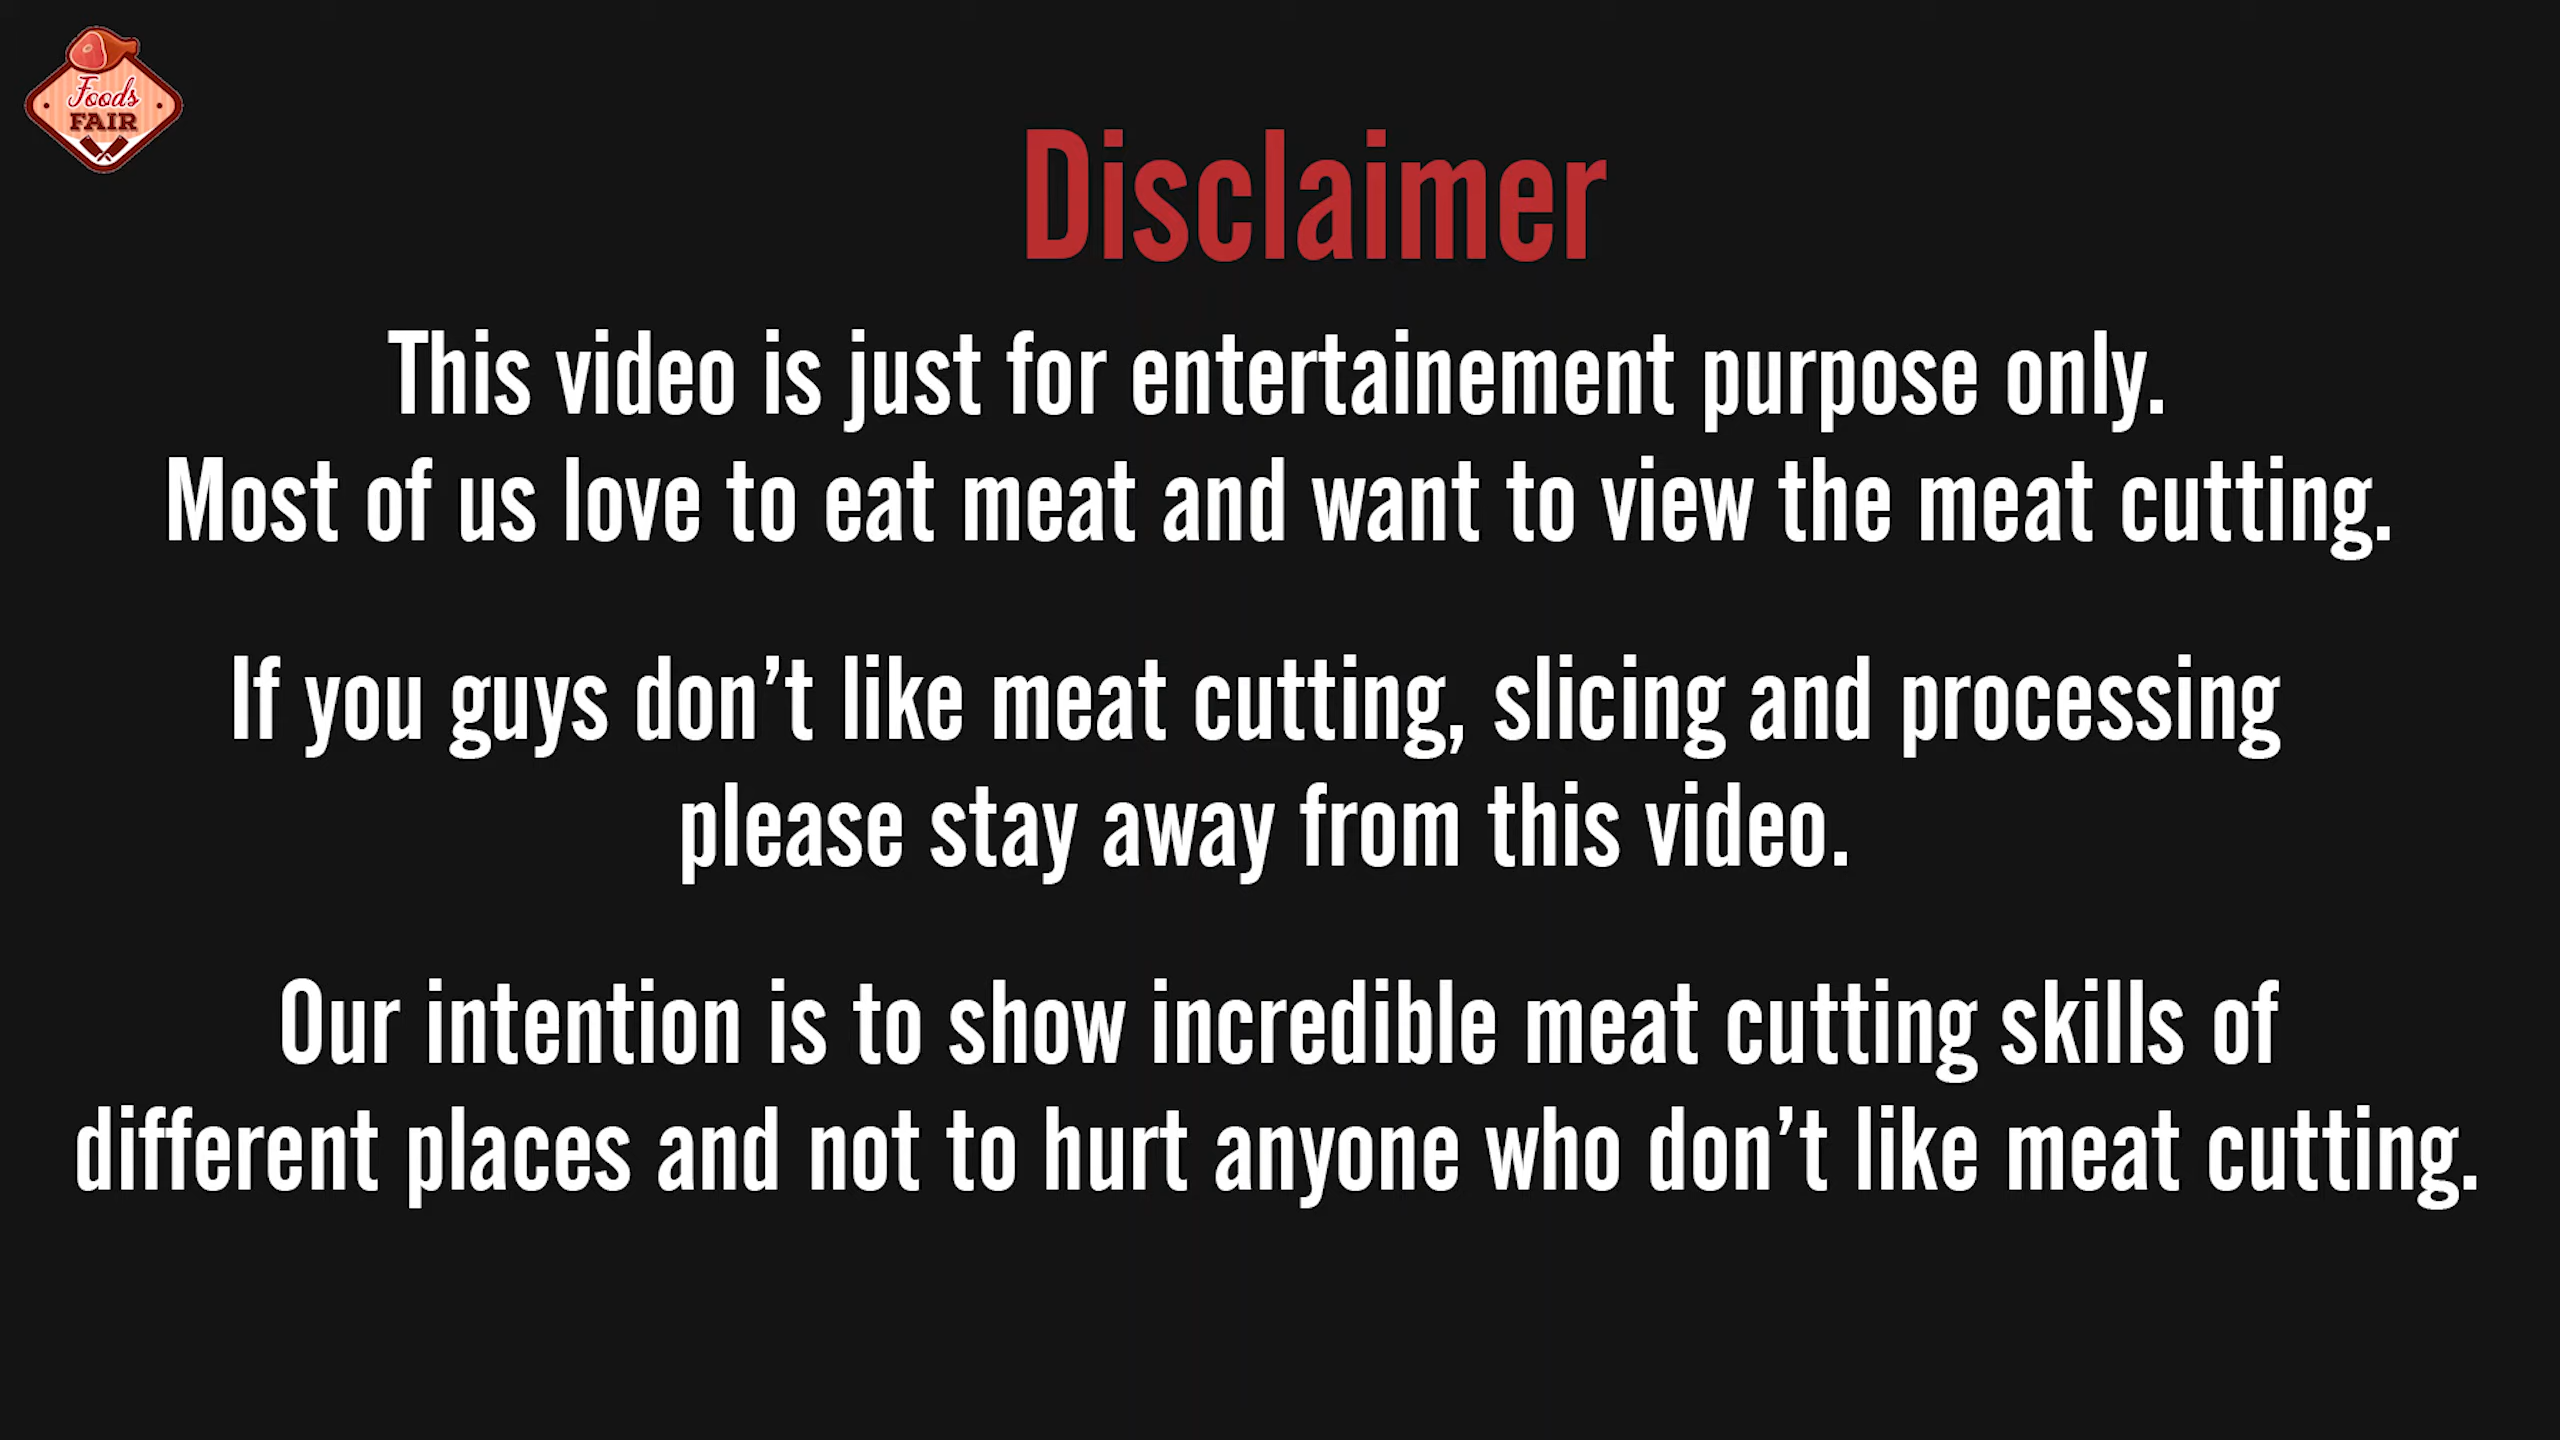 Foods
FAIR
Disclaimer
This video is just for entertainement purpose only.
Most of us love to eat meat and want to view the meat cutting.
If you guys don’t like meat cutting, slicing and processing
please stay away from this video.
Our intention is to show incredible meat cutting skills of
different places and not to hurt anyone who don’t like meat cutting.